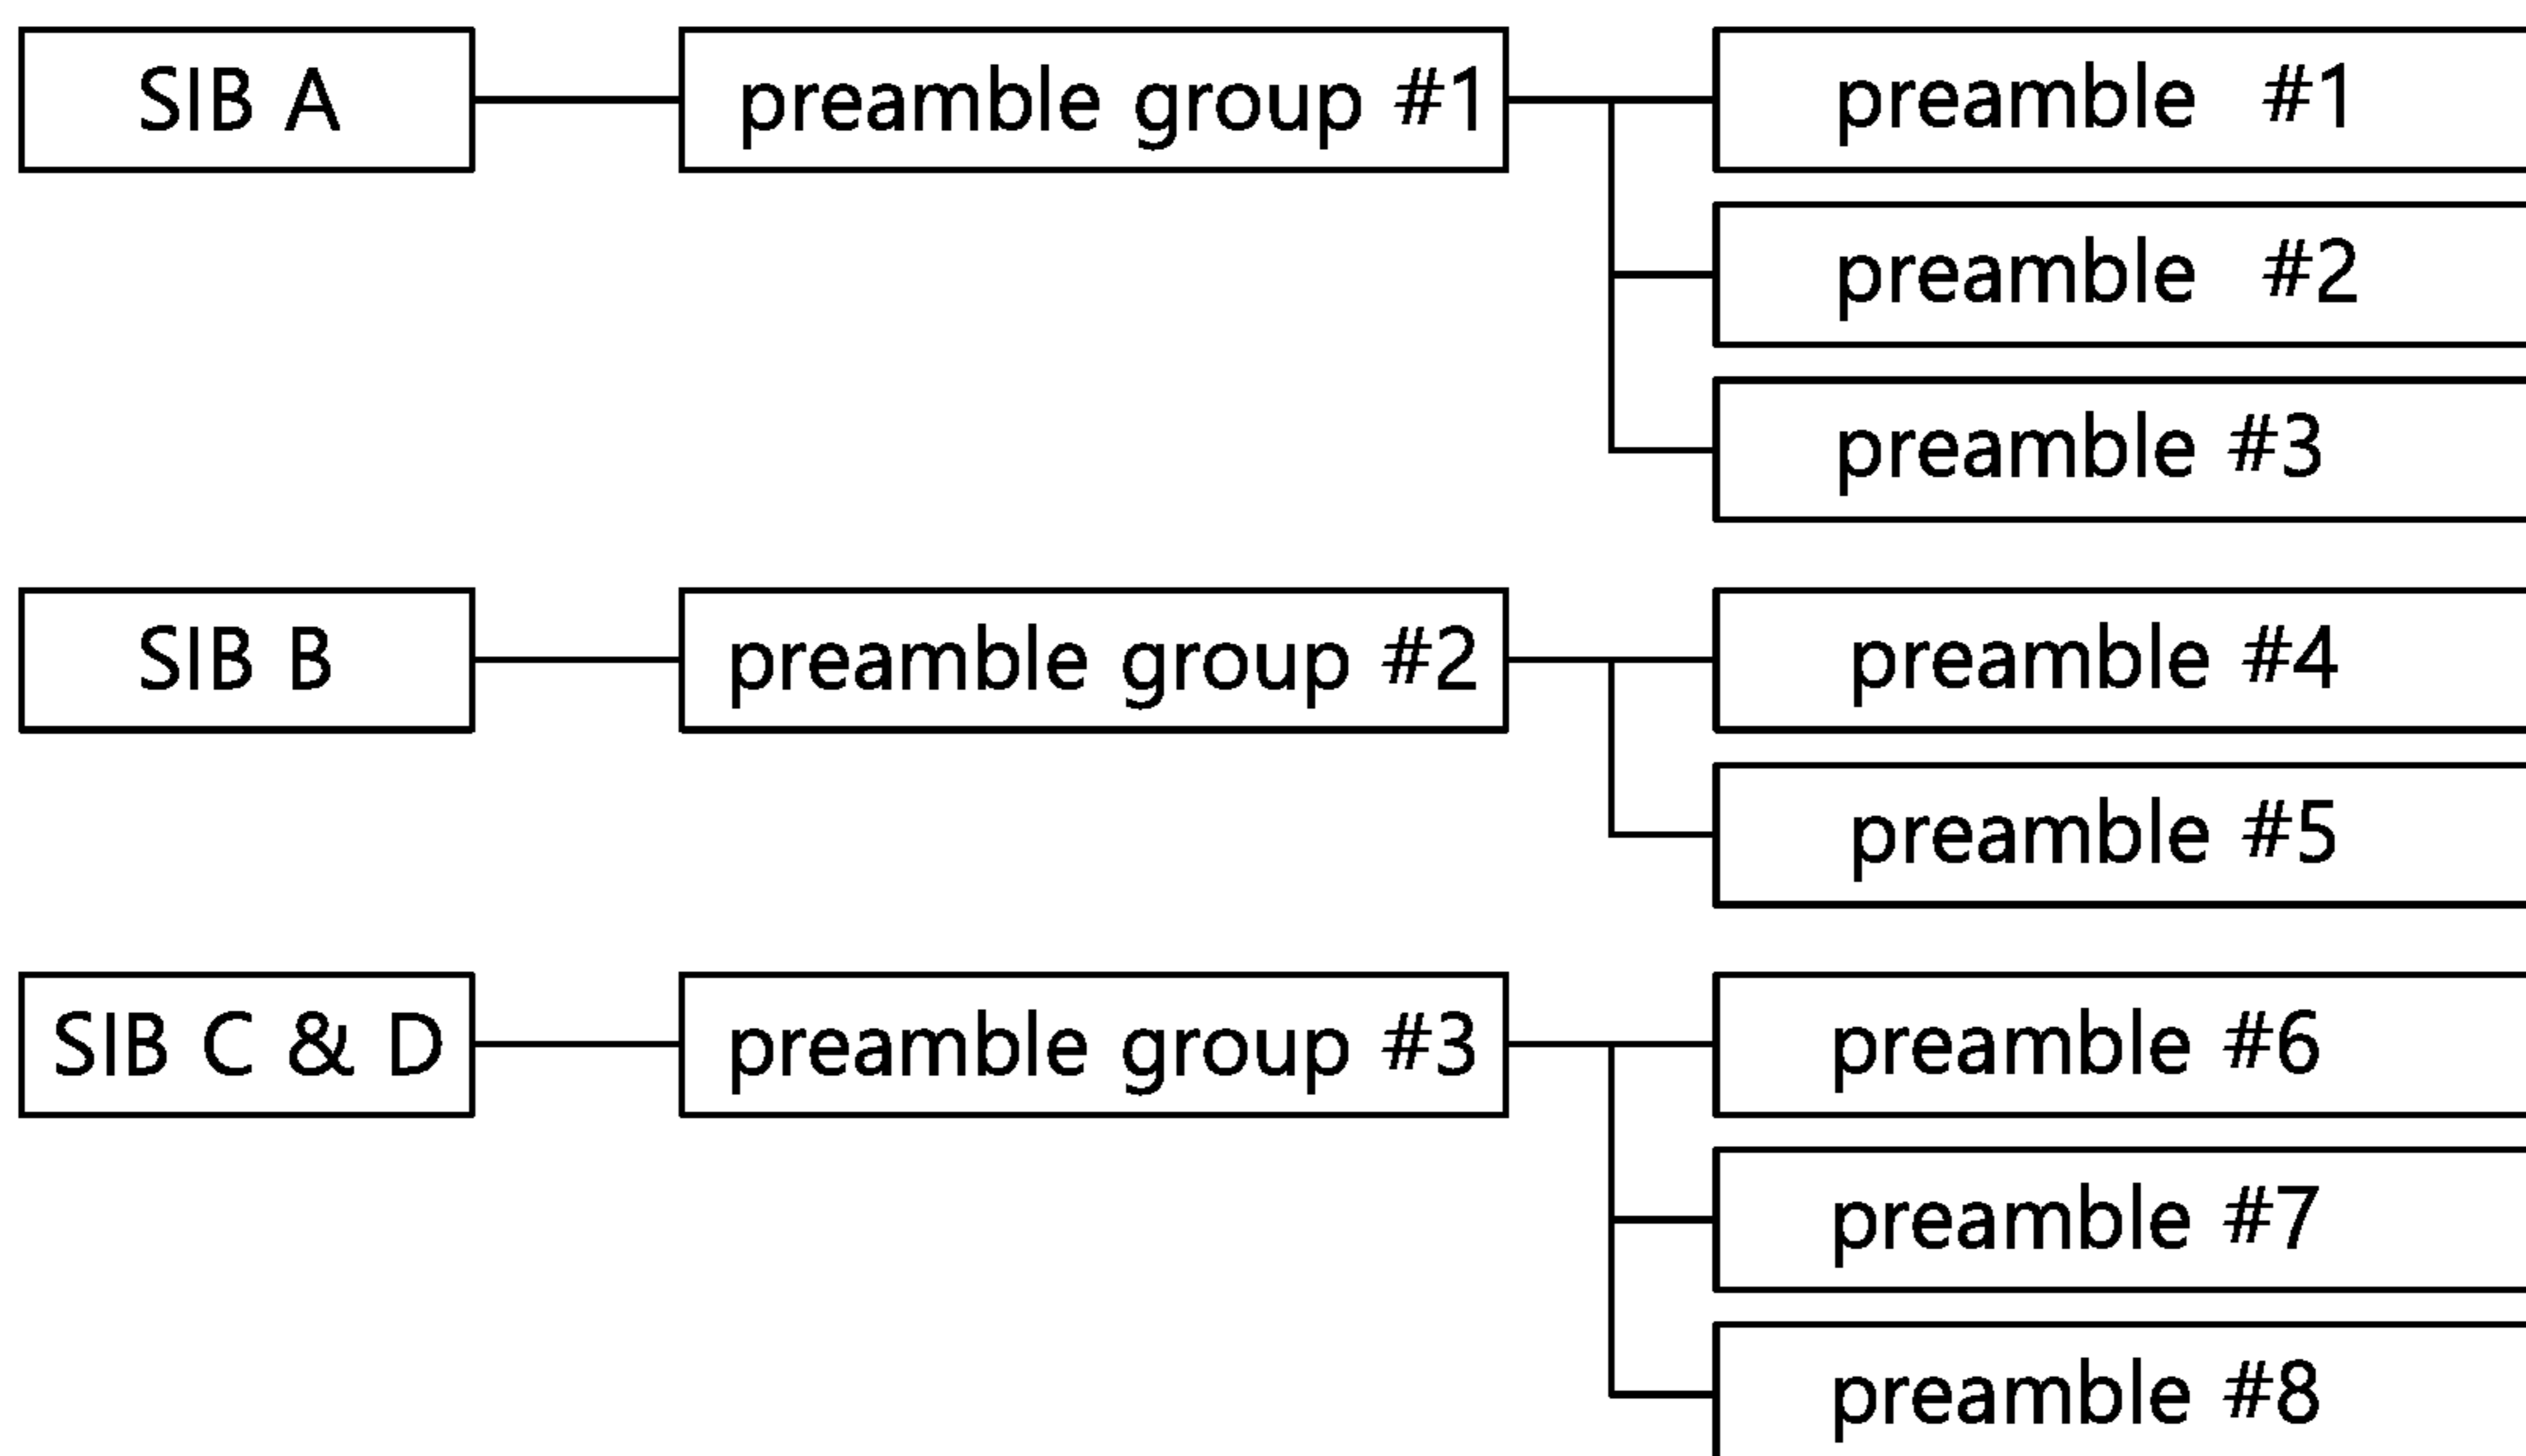 SIB A
preamble group #1
preamble #1
preamble #2
preamble #3
SIB B
preamble group #2
preamble #4
preamble #5
SIB C & D
preamble group #3
preamble #6
preamble #7
preamble #8